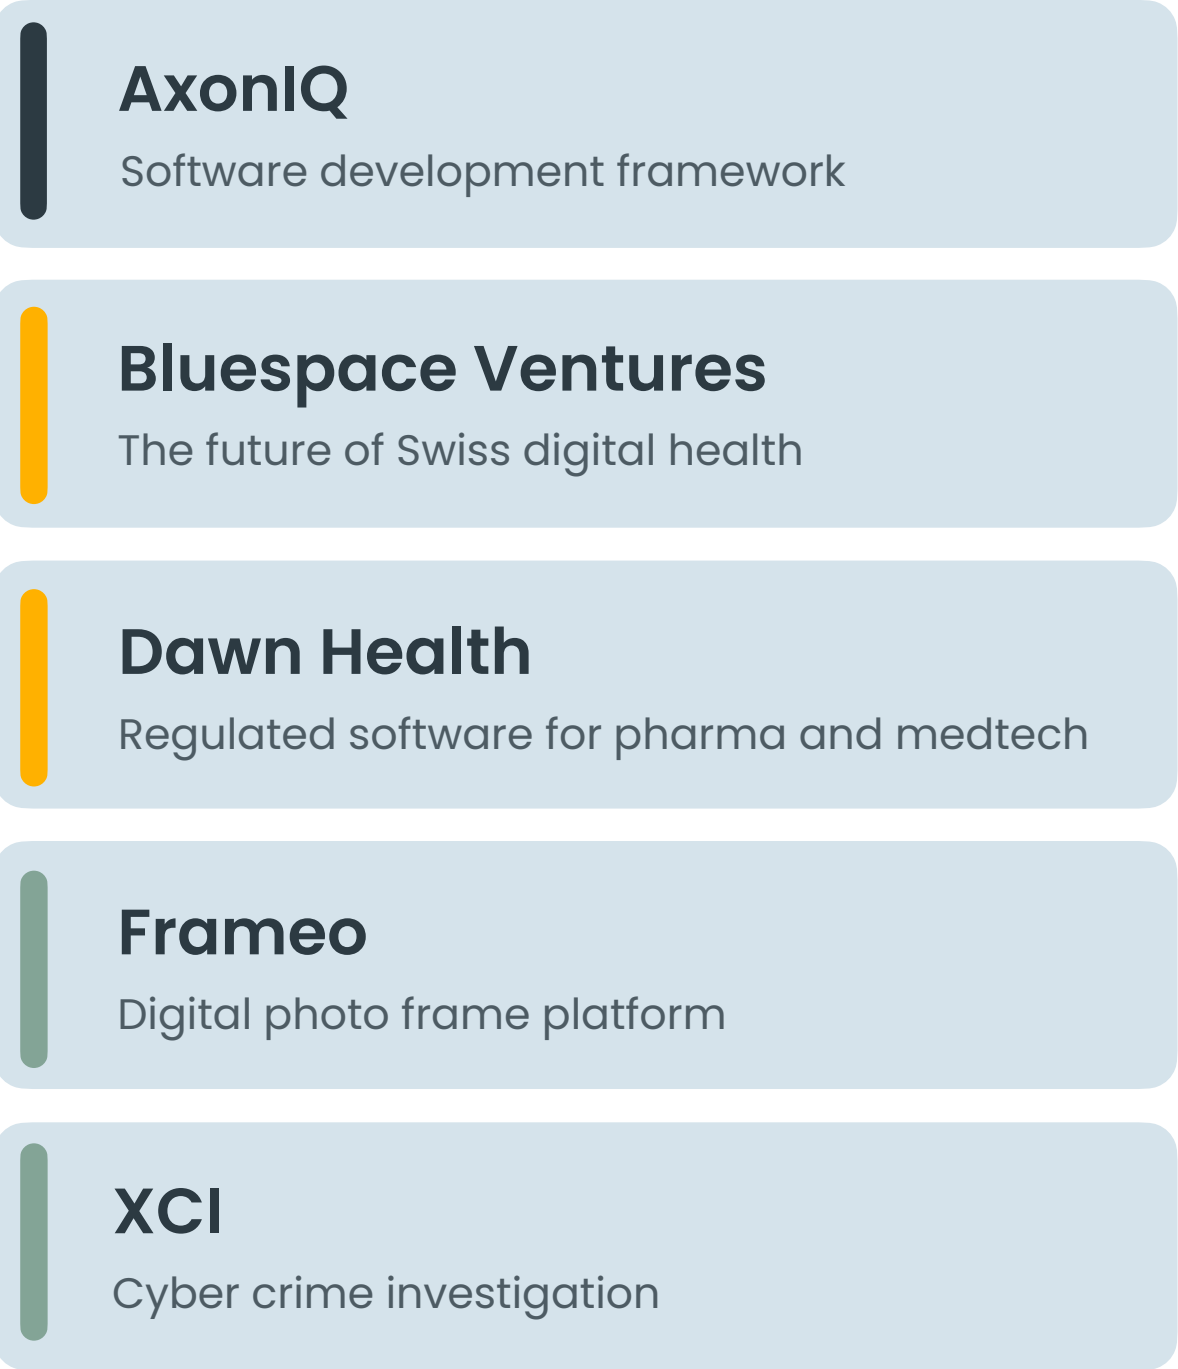 AxonIQ
Software development framework
Bluespace Ventures
The future of Swiss digital health
Dawn Health
Regulated software for pharma and medtech
Frameo
Digital photo frame platform
XCI
Cyber crime investigation